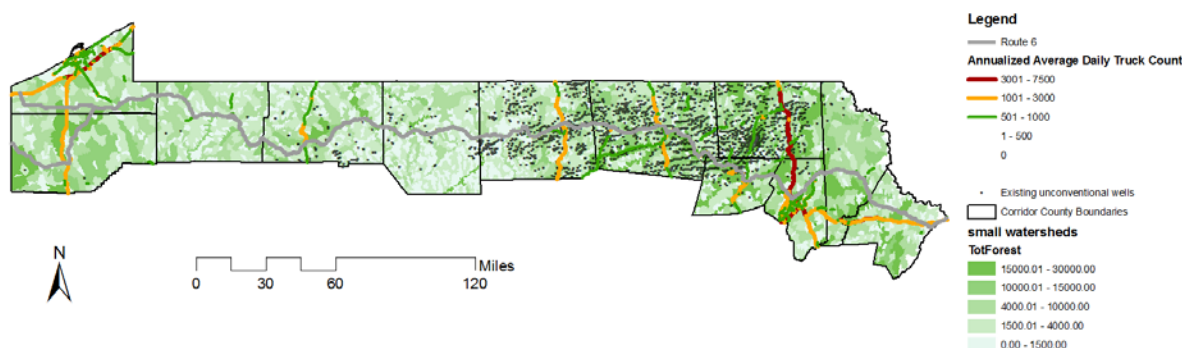 Legend
Route 6
Annualized Average Daily Truck Count
3001 - 7500
1001 - 3000
501 - 1000
1 - 500
0
Existing unconventional wells
Corridor County Boundaries
small watersheds
TotForest
15000.01 - 30000.00
10000.01 - 15000.00
4000.01 - 10000.00
1500.01 - 4000.00
0.00 - 1500.00
N
Miles
0 30 60 120